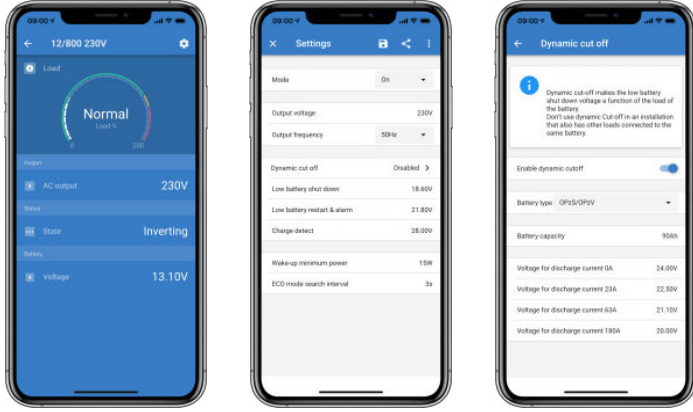 09:00
12/800 230V
Load
Normal
Load %
0
200
Output
AC output 230V
Status
State Inverting
Battery
Voltage 13.10V
09:00
× Settings
Mode On
Output voltage 230V
Output frequency 50Hz
Dynamic cut off Disabled >
Low battery shut down 18.60V
Low battery restart & alarm 21.80V
Charge detect 28.00V
Wake-up minimum power 15W
ECO mode search interval 3s
09:00
Dynamic cut off
Dynamic cut-off makes the low battery
shut down voltage a function of the load of
the battery.
Don't use dynamic Cut-off in an installation
that also has other loads connected to the
same battery.
Enable dynamic cutoff
Battery type OPzS/OPzV
Battery capacity 90Ah
Voltage for discharge current 0A 24.00V
Voltage for discharge current 23A 22.50V
Voltage for discharge current 63A 21.10V
Voltage for discharge current 180A 20.00V